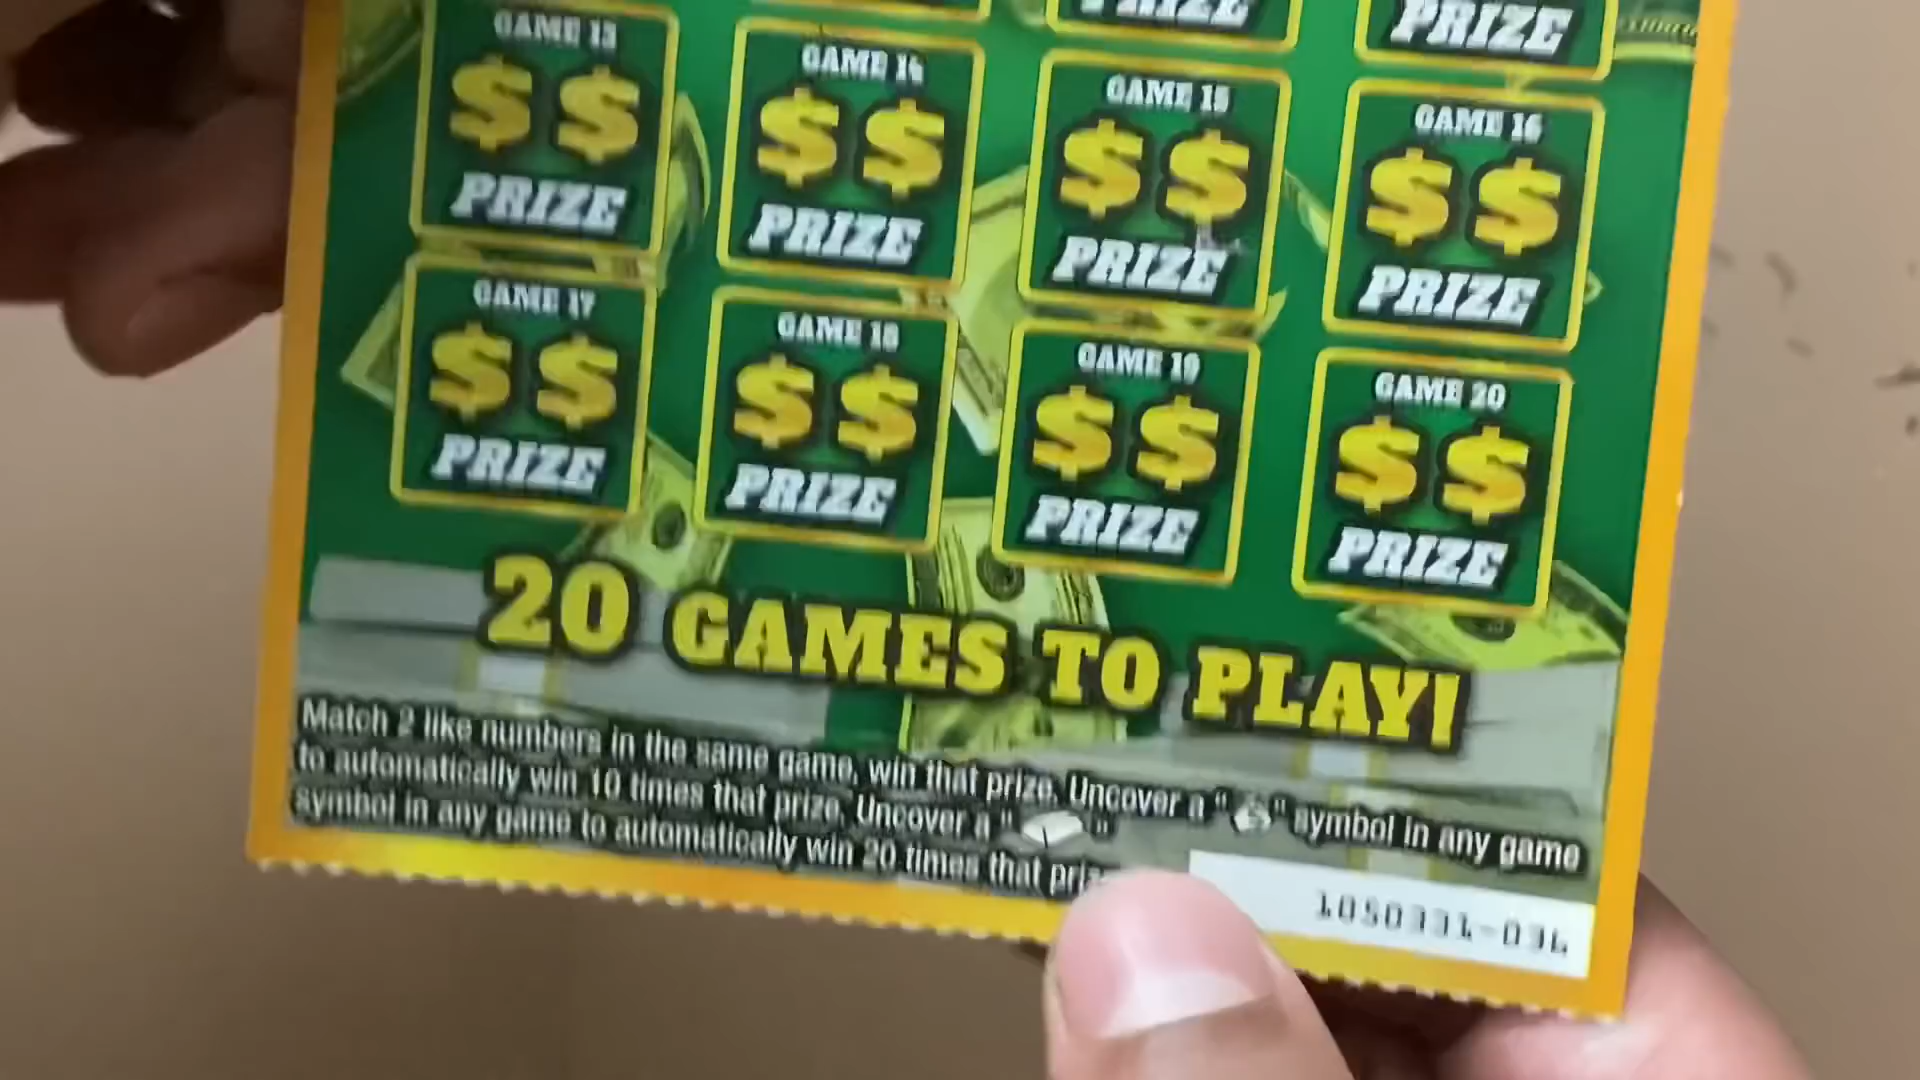 PRIZE
PRIZE
GAME 13
$$
PRIZE
GAME 14
$$
PRIZE
GAME 15
$$
PRIZE
GAME 16
$$
PRIZE
GAME 17
$$
PRIZE
GAME 18
$$
PRIZE
GAME 19
$$
PRIZE
GAME 20
$$
PRIZE
20 GAMES TO PLAY!
Match 2 like numbers in the same game, win that prize. Uncover a " " symbol in any game
to automatically win 10 times that prize. Uncover a " "
symbol in any game to automatically win 20 times that